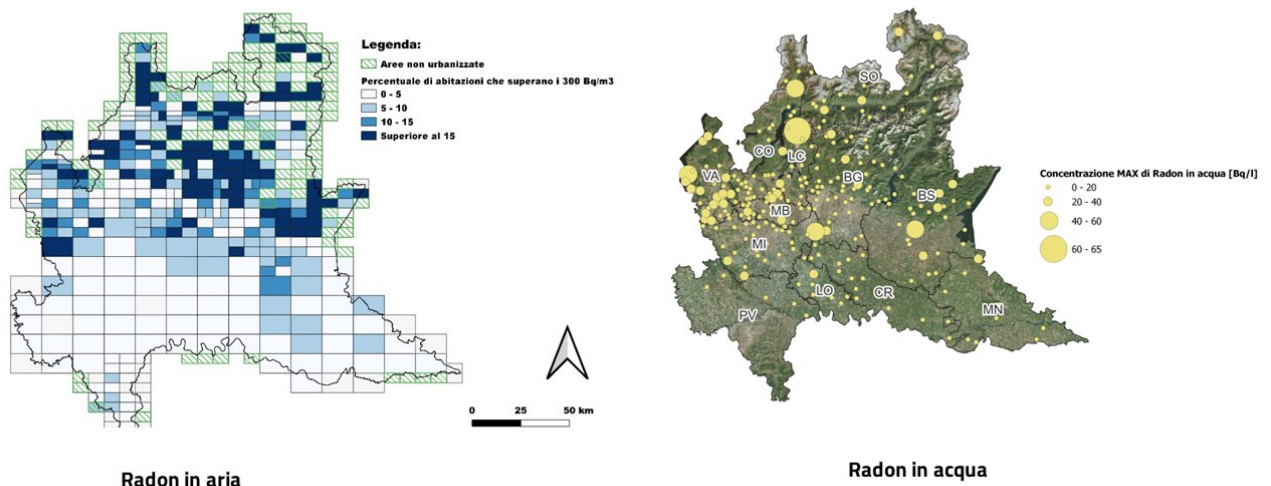 Legenda:
Aree non urbanizzate
Percentuale di abitazioni che superano i 300 Bq/m3
0 - 5
5 - 10
10 - 15
Superiore al 15
0 25 50 km
Radon in aria
SO
CO
LC
VA
BG
BS
MB
MI
LO
CR
PV
MN
Concentrazione MAX di Radon in acqua [Bq/l]
0 - 20
20 - 40
40 - 60
60 - 65
Radon in acqua